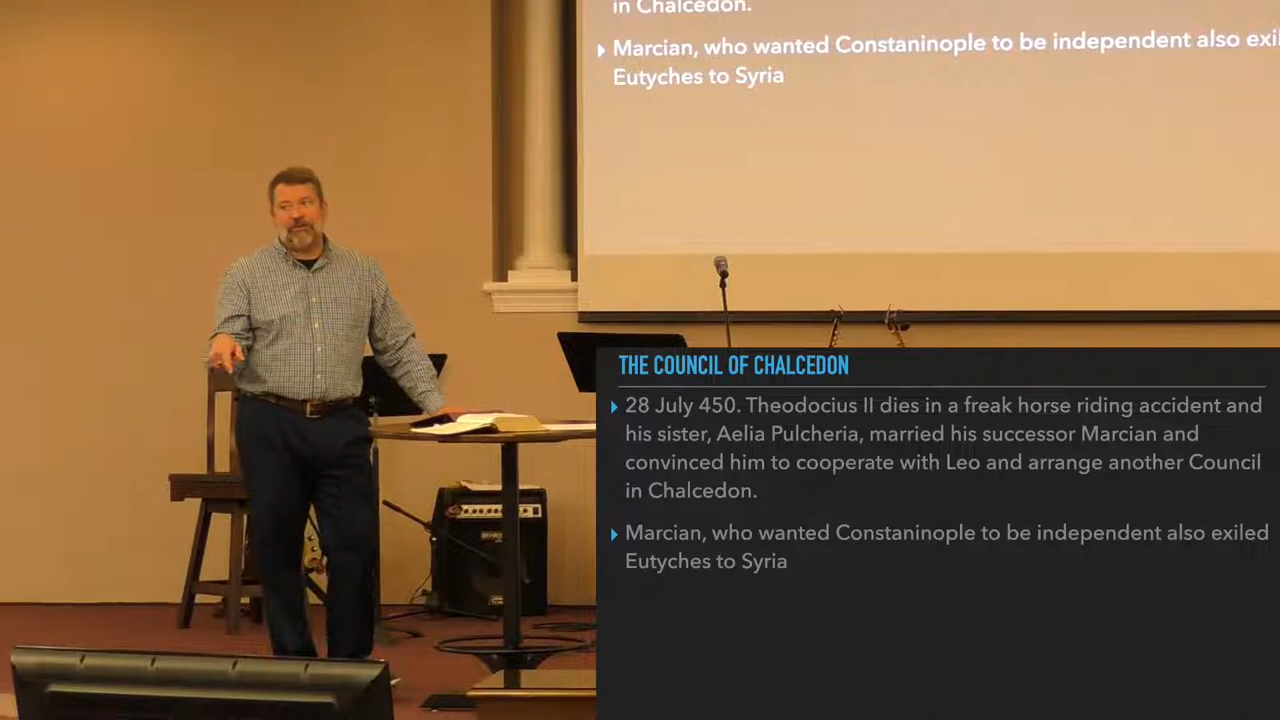 in Chalcedon.
Marcian, who wanted Constaninople to be independent also exil
Eutyches to Syria
THE COUNCIL OF CHALCEDON
28 July 450. Theodocius II dies in a freak horse riding accident and
his sister, Aelia Pulcheria, married his successor Marcian and
convinced him to cooperate with Leo and arrange another Council
in Chalcedon.
Marcian, who wanted Constaninople to be independent also exiled
Eutyches to Syria